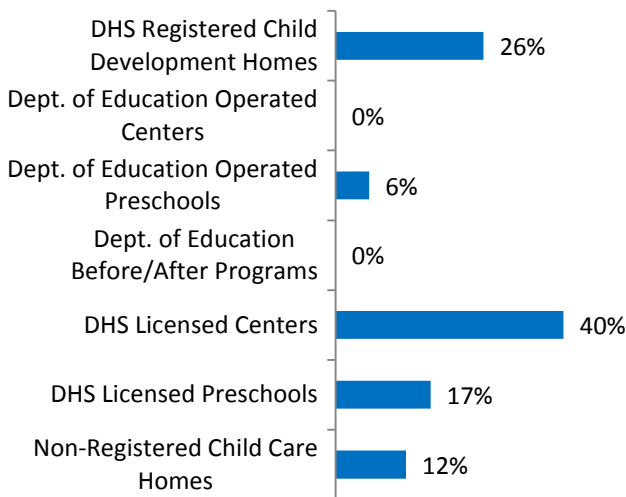 DHS Registered Child
Development Homes
26%
Dept. of Education Operated
Centers
0%
Dept. of Education Operated
Preschools
6%
Dept. of Education
Before/After Programs
0%
DHS Licensed Centers
40%
DHS Licensed Preschools
17%
Non-Registered Child Care
Homes
12%